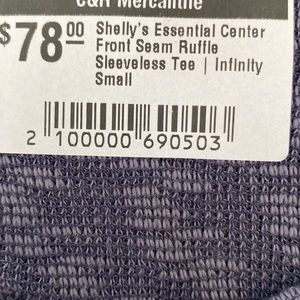 C&H Mercantile
$78.00
Shelly's Essential Center
Front Seam Ruffle
Sleeveless Tee | Infinity
Small
2 100000 690503